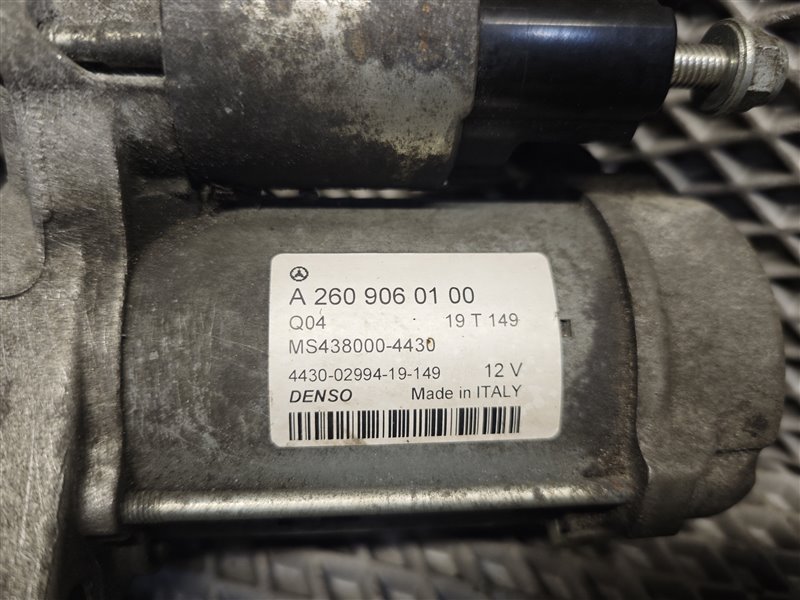 A 260 906 01 00
Q04 19 T 149
MS438000-4430
4430-02994-19-149 12 V
DENSO Made in ITALY